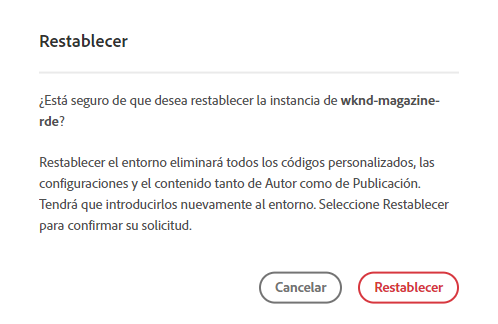 Restablecer
¿Está seguro de que desea restablecer la instancia de wknd-magazine-
rde?
Restablecer el entorno eliminará todos los códigos personalizados, las
configuraciones y el contenido tanto de Autor como de Publicación.
Tendrá que introducirlos nuevamente al entorno. Seleccione Restablecer
para confirmar su solicitud.
Cancelar
Restablecer